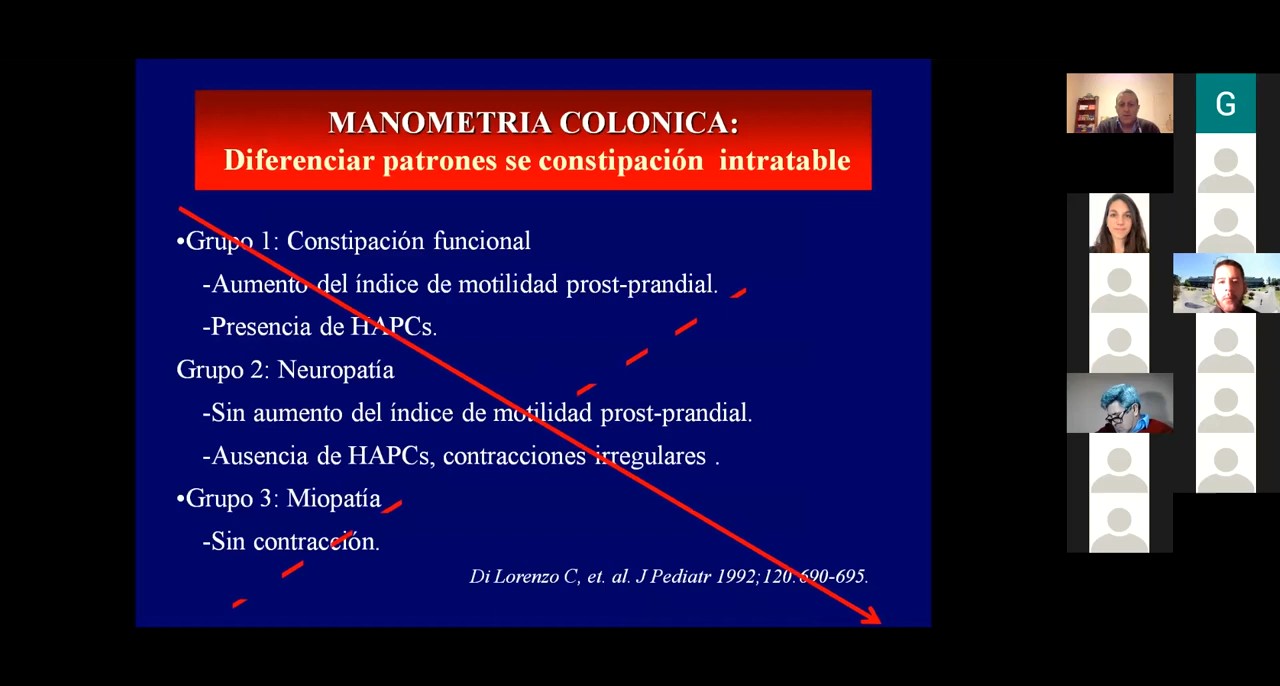 MANOMETRIA COLONICA:
Diferenciar patrones se constipación intratable
•Grupo 1: Constipación funcional
-Aumento del índice de motilidad prost-prandial.
-Presencia de HAPCs.
Grupo 2: Neuropatía
-Sin aumento del índice de motilidad prost-prandial.
-Ausencia de HAPCs, contracciones irregulares .
•Grupo 3: Miopatía
-Sin contracción.
Di Lorenzo C, et. al. J Pediatr 1992;120:690-695.
G